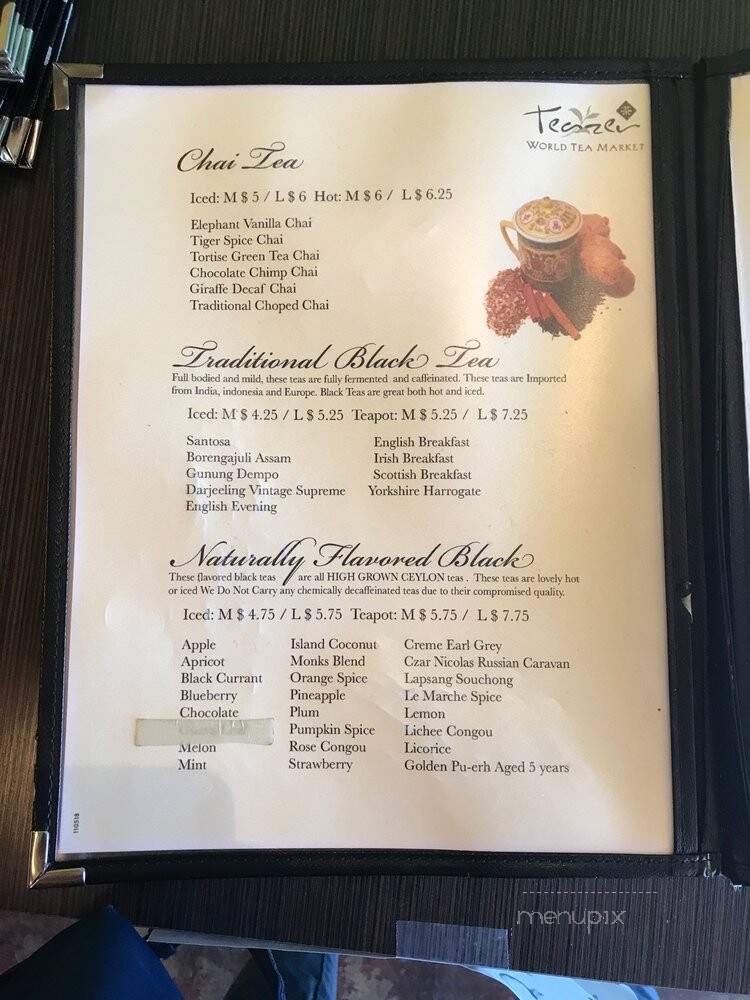 Teazer
WORLD TEA MARKET
Chai Tea
Iced: M $ 5 / L $ 6 Hot: M $ 6 / L $ 6.25
Elephant Vanilla Chai
Tiger Spice Chai
Tortise Green Tea Chai
Chocolate Chimp Chai
Giraffe Decaf Chai
Traditional Choped Chai
Traditional Black Tea
Full bodied and mild, these teas are fully fermented and caffeinated. These teas are Imported
from India, indonesia and Europe. Black Teas are great both hot and iced.
Iced: M $ 4.25 / L $ 5.25 Teapot: M $ 5.25 / L $ 7.25
Santosa
Borengajuli Assam
Gunung Dempo
Darjeeling Vintage Supreme
English Evening
English Breakfast
Irish Breakfast
Scottish Breakfast
Yorkshire Harrogate
Naturally Flavored Black
These flavored black teas are all HIGH GROWN CEYLON teas . These teas are lovely hot
or iced We Do Not Carry any chemically decaffeinated teas due to their compromised quality.
Iced: M $ 4.75 / L $ 5.75 Teapot: M $ 5.75 / L $ 7.75
Apple
Apricot
Black Currant
Blueberry
Chocolate
Melon
Mint
Island Coconut
Monks Blend
Orange Spice
Pineapple
Plum
Pumpkin Spice
Rose Congou
Strawberry
Creme Earl Grey
Czar Nicolas Russian Caravan
Lapsang Souchong
Le Marche Spice
Lemon
Lichee Congou
Licorice
Golden Pu-erh Aged 5 years
110518
menupix